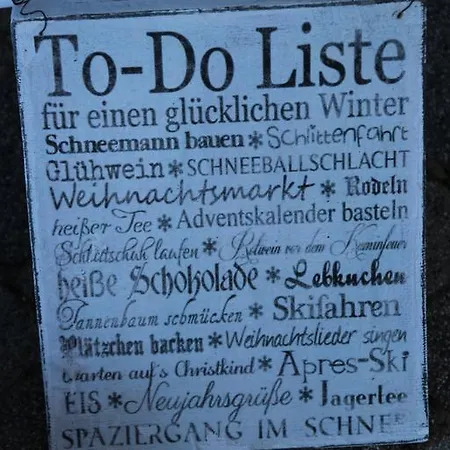 To-Do Liste
für einen glücklichen Winter
Schneemann bauen * Schlittenfahrt
Glühwein * SCHNEEBALLSCHLACHT
Weihnachtsmarkt * Rodeln
heißer Tee * Adventskalender basteln
Schlittschuh laufen * Rotwein vor dem Kaminfeuer
heiße Schokolade * Lebkuchen
Tannenbaum schmücken * Skifahren
Plätzchen backen * Weihnachtslieder singen
warten auf's Christkind * Apres-Ski
EIS * Neujahrsgrüße * Jagertee
SPAZIERGANG IM SCHNEE